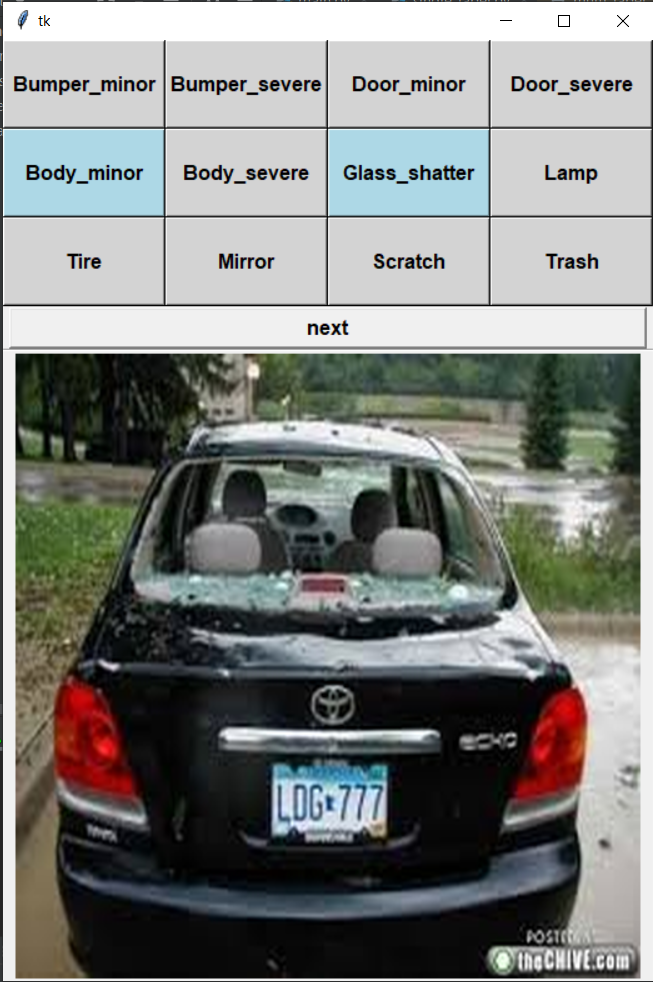 tk
Bumper_minor Bumper_severe Door_minor Door_severe
Body_minor Body_severe Glass_shatter Lamp
Tire Mirror Scratch Trash
next
ECHO
LDG 777
POSTED
theCHIVE.com